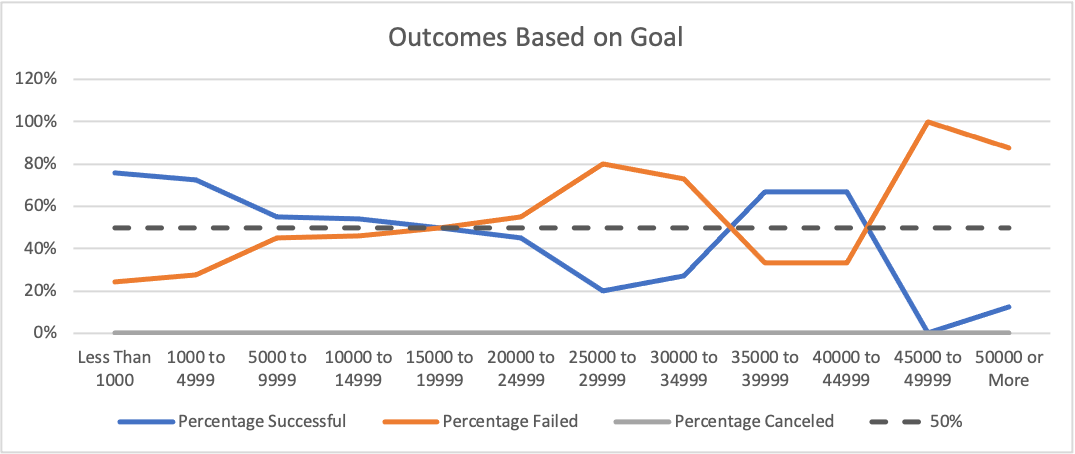 Outcomes Based on Goal
120%
100%
80%
60%
40%
20%
0%
Less Than 1000 to 5000 to 10000 to 15000 to 20000 to 25000 to 30000 to 35000 to 40000 to 45000 to 50000 or
1000 4999 9999 14999 19999 24999 29999 34999 39999 44999 49999 More
Percentage Successful Percentage Failed Percentage Canceled 50%